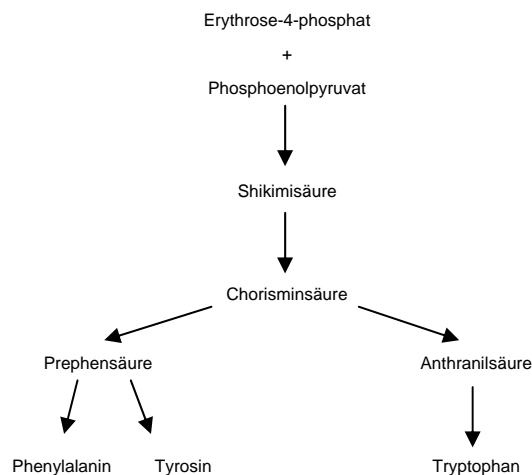 Erythrose-4-phosphat
+
Phosphoenolpyruvat
Shikimisäure
Chorisminsäure
Prephensäure
Anthranilsäure
Phenylalanin
Tyrosin
Tryptophan